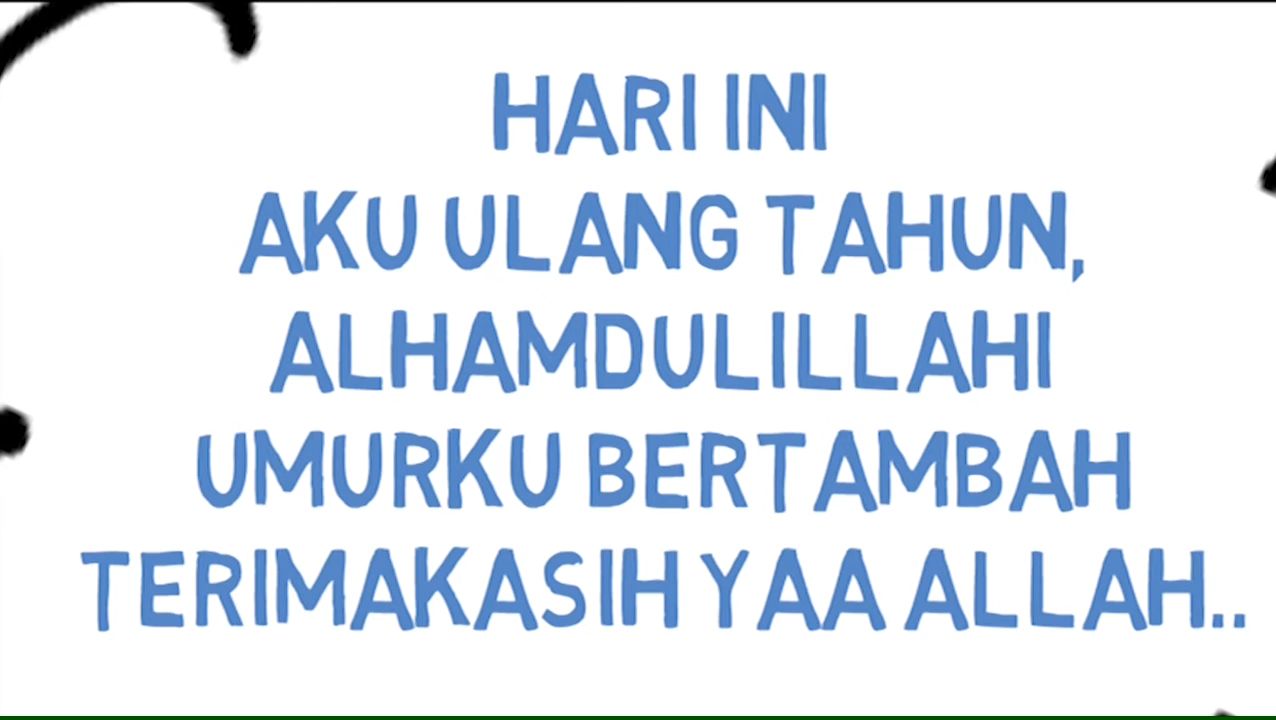 HARI INI
AKU ULANG TAHUN,
ALHAMDULILLAHI
UMURKU BERTAMBAH
TERIMAKASIH YAA ALLAH..